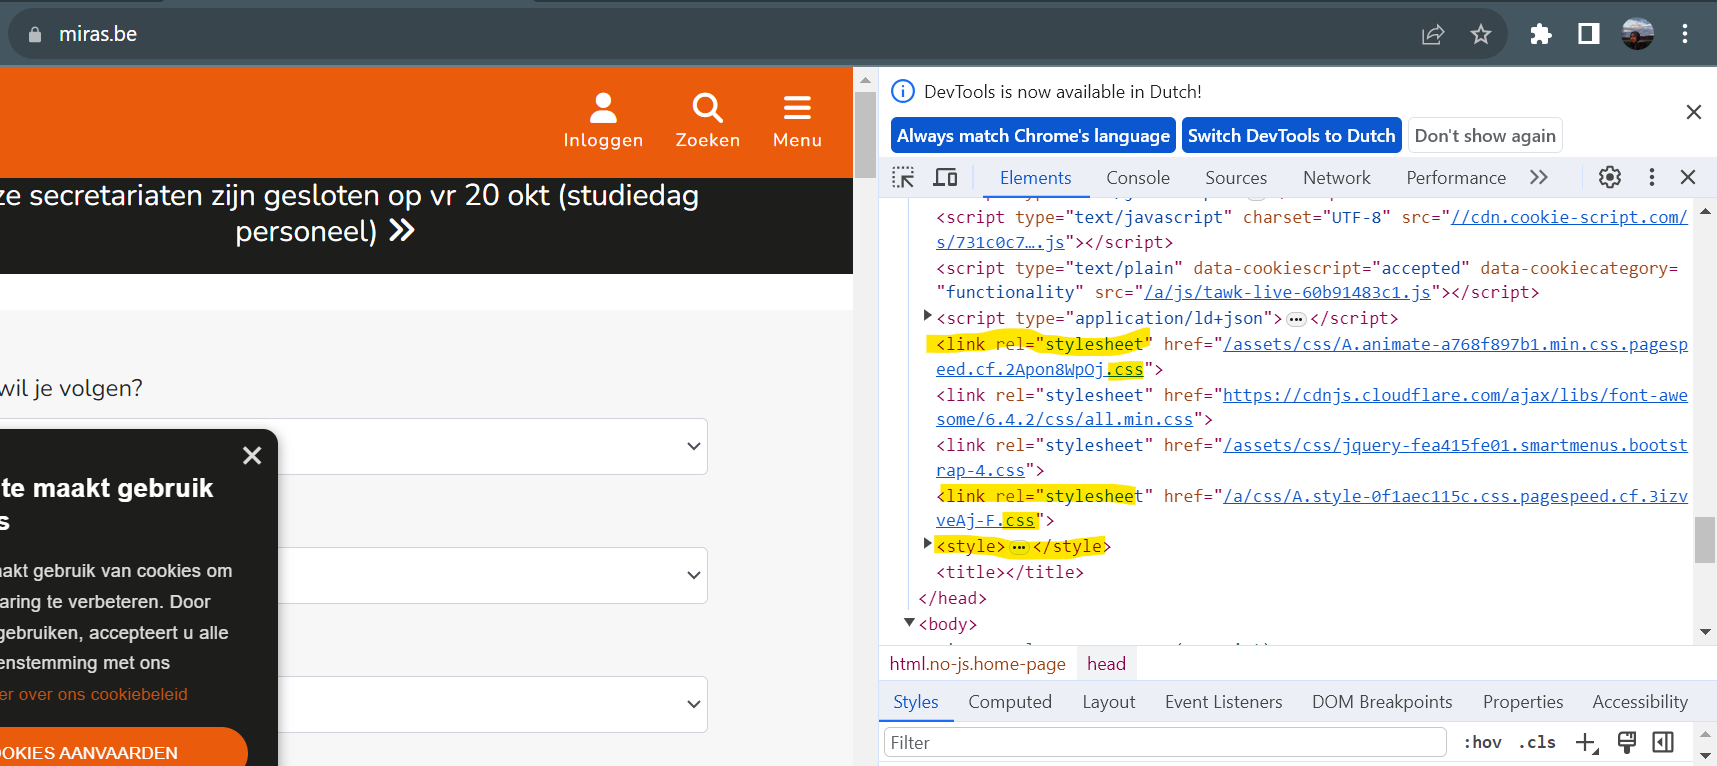 miras.be
Inloggen
Zoeken
Menu
ze secretariaten zijn gesloten op vr 20 okt (studiedag
personeel)
wil je volgen?
te maakt gebruik
s
akt gebruik van cookies om
aring te verbeteren. Door
gebruiken, accepteert u alle
enstemming met ons
er over ons cookiebeleid
OOKIES AANVAARDEN
DevTools is now available in Dutch!
Always match Chrome's language
Switch DevTools to Dutch
Don't show again
Elements
Console
Sources
Network
Performance
<script type="text/javascript" charset="UTF-8" src="//cdn.cookie-script.com/
s/731c0c7….js"></script>
<script type="text/plain" data-cookiescript="accepted" data-cookiecategory=
"functionality" src="/a/js/tawk-live-60b91483c1.js"></script>
<script type="application/ld+json">…</script>
<link rel="stylesheet" href="/assets/css/A.animate-a768f897b1.min.css.pagesp
eed.cf.2Apon8WpOj.css">
<link rel="stylesheet" href="https://cdnjs.cloudflare.com/ajax/libs/font-awe
some/6.4.2/css/all.min.css">
<link rel="stylesheet" href="/assets/css/jquery-fea415fe01.smartmenus.bootst
rap-4.css">
<link rel="stylesheet" href="/a/css/A.style-0f1aec115c.css.pagespeed.cf.3izv
veAj-F.css">
<style>…</style>
<title></title>
</head>
<body>
html.no-js.home-page
head
Styles
Computed
Layout
Event Listeners
DOM Breakpoints
Properties
Accessibility
Filter
:hov
.cls